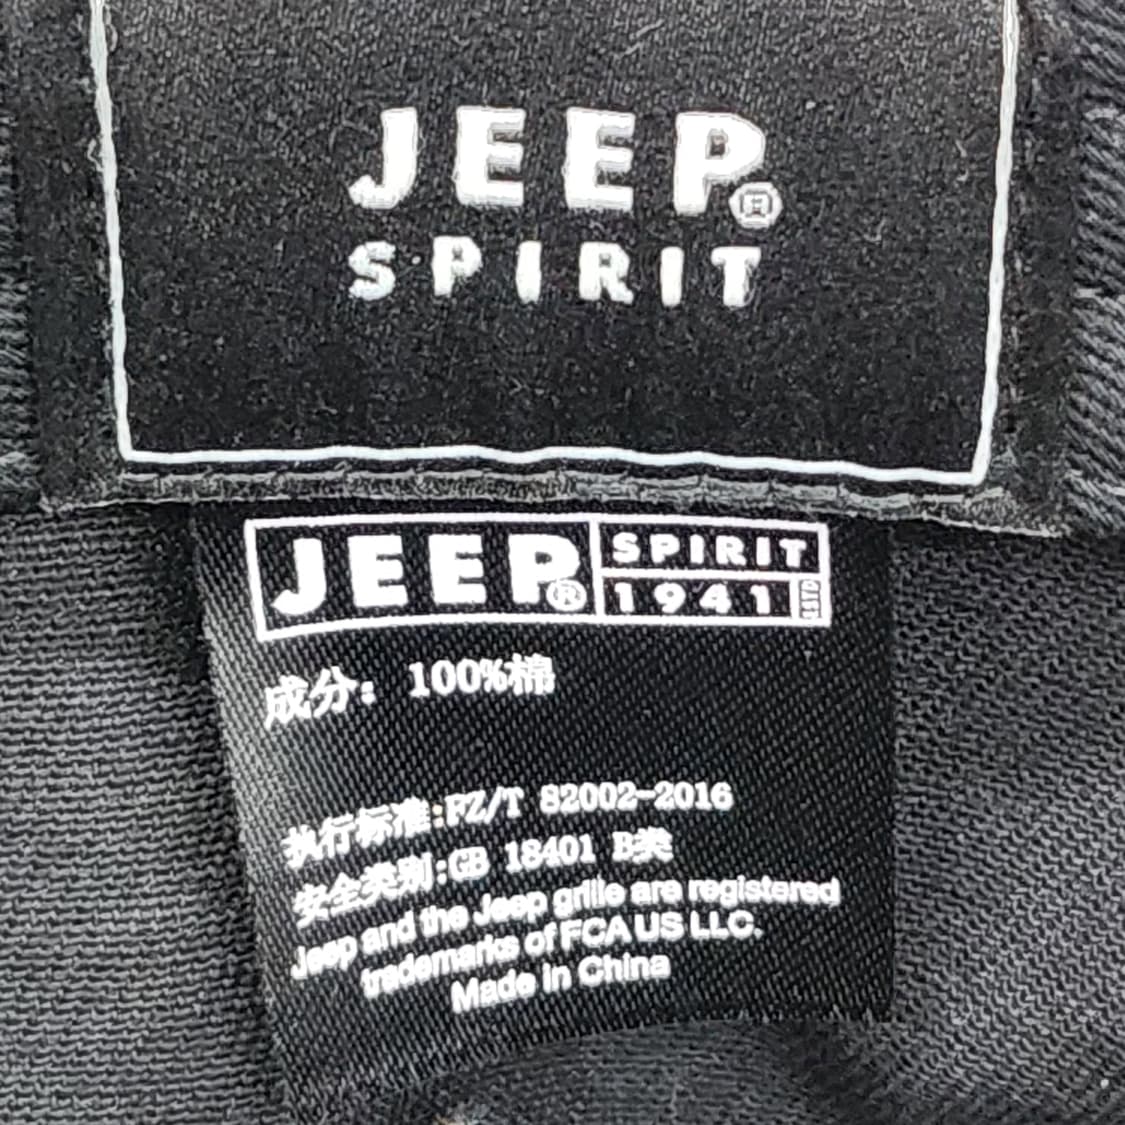 JEEP®
SPIRIT
JEEP® SPIRIT
1941 ESTD
成分: 100%棉
执行标准:FZ/T 82002-2016
安全类别:GB 18401 B类
Jeep and the Jeep grille are registered
trademarks of FCA US LLC.
Made in China